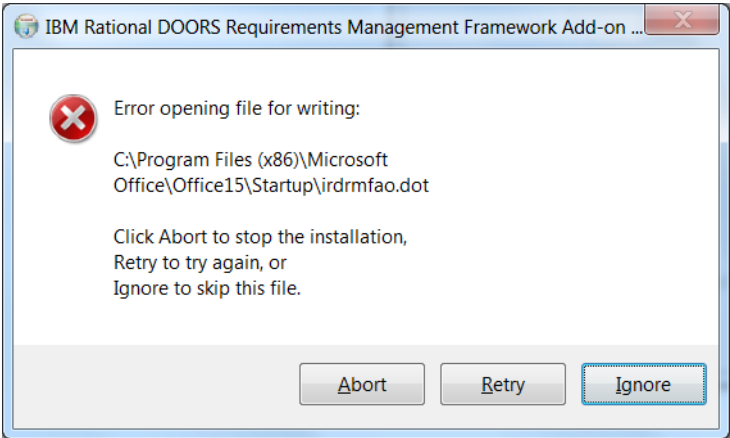 IBM Rational DOORS Requirements Management Framework Add-on ...
Error opening file for writing:
C:\Program Files (x86)\Microsoft
Office\Office15\Startup\irdrmfao.dot
Click Abort to stop the installation,
Retry to try again, or
Ignore to skip this file.
Abort Retry Ignore